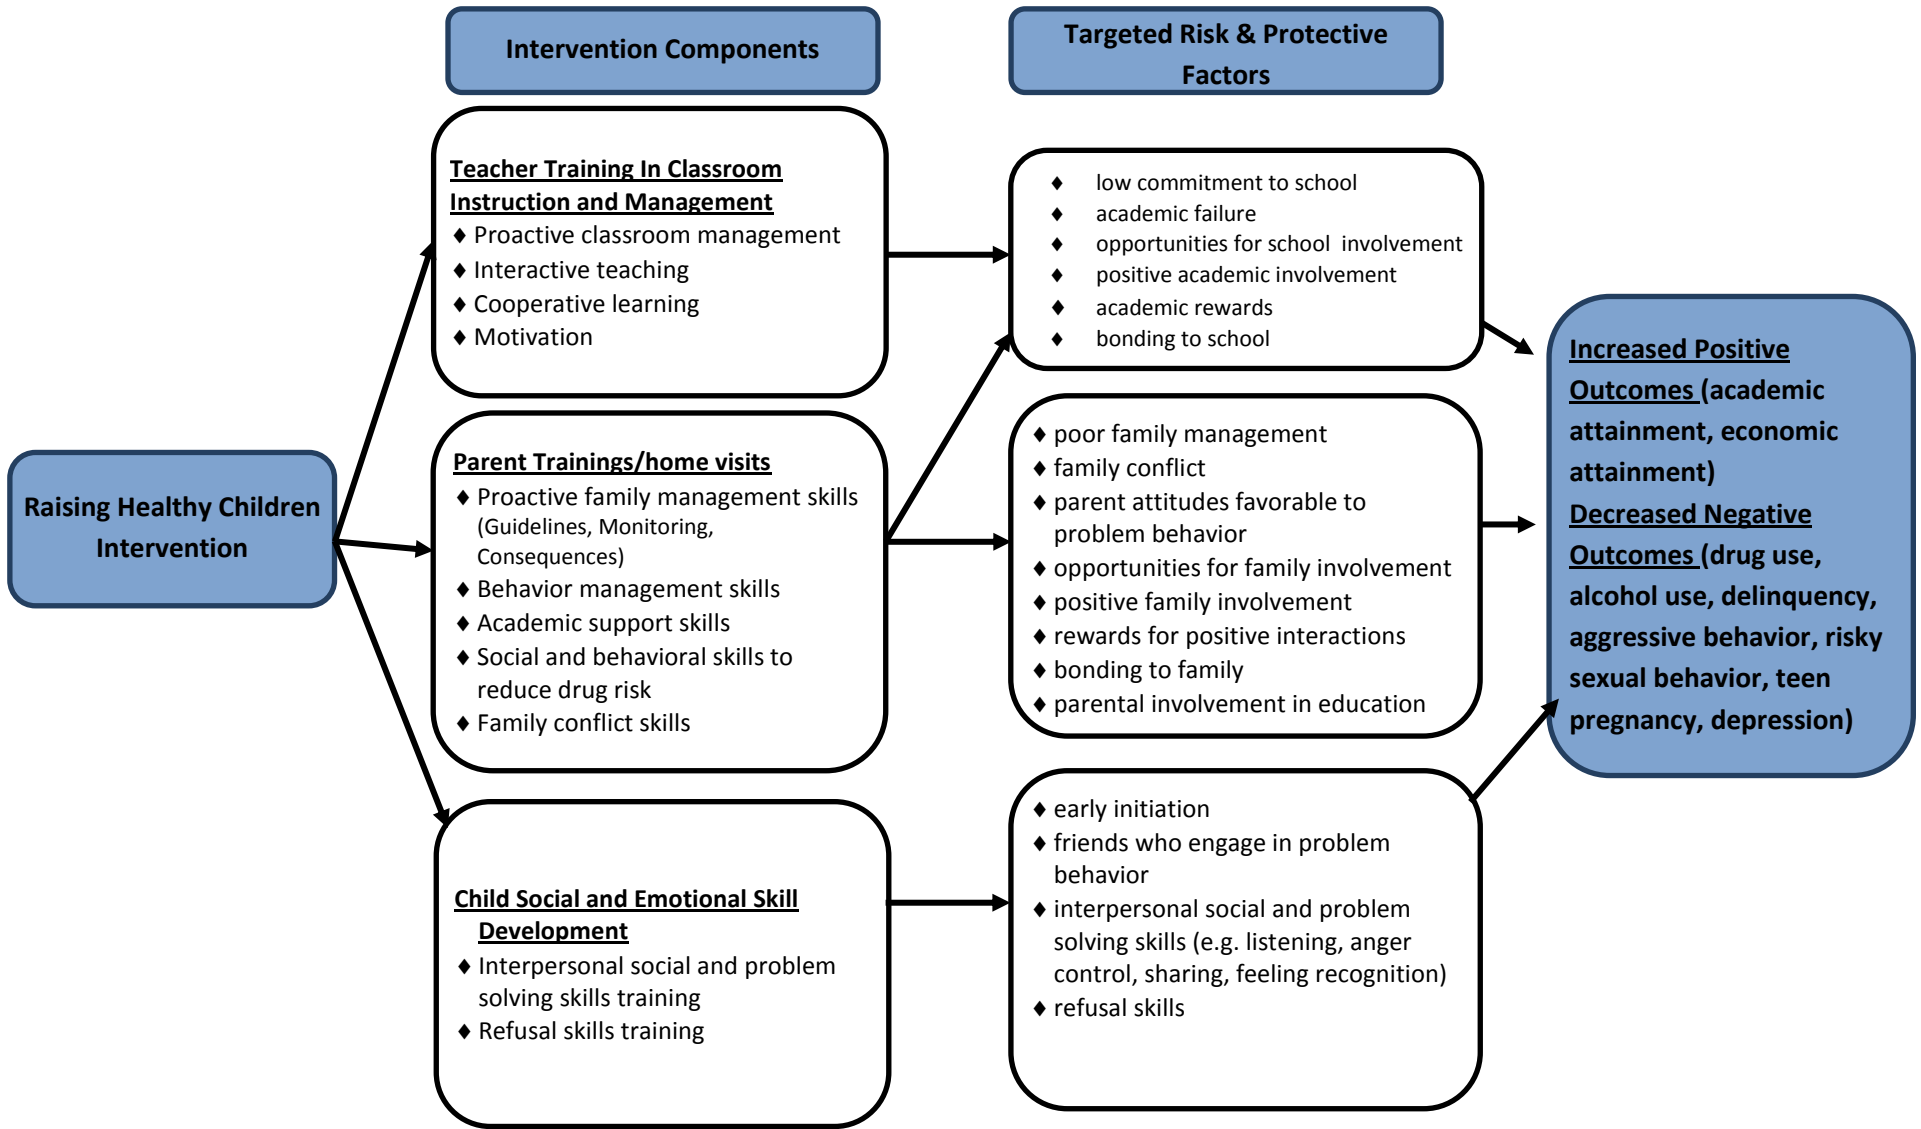 Intervention Components
Targeted Risk & Protective
Factors
Raising Healthy Children
Intervention
Teacher Training In Classroom
Instruction and Management
♦ Proactive classroom management
♦ Interactive teaching
♦ Cooperative learning
♦ Motivation
Parent Trainings/home visits
♦ Proactive family management skills
(Guidelines, Monitoring,
Consequences)
♦ Behavior management skills
♦ Academic support skills
♦ Social and behavioral skills to
reduce drug risk
♦ Family conflict skills
Child Social and Emotional Skill
Development
♦ Interpersonal social and problem
solving skills training
♦ Refusal skills training
♦ low commitment to school
♦ academic failure
♦ opportunities for school involvement
♦ positive academic involvement
♦ academic rewards
♦ bonding to school
♦ poor family management
♦ family conflict
♦ parent attitudes favorable to
problem behavior
♦ opportunities for family involvement
♦ positive family involvement
♦ rewards for positive interactions
♦ bonding to family
♦ parental involvement in education
♦ early initiation
♦ friends who engage in problem
behavior
♦ interpersonal social and problem
solving skills (e.g. listening, anger
control, sharing, feeling recognition)
♦ refusal skills
Increased Positive
Outcomes (academic
attainment, economic
attainment)
Decreased Negative
Outcomes (drug use,
alcohol use, delinquency,
aggressive behavior, risky
sexual behavior, teen
pregnancy, depression)